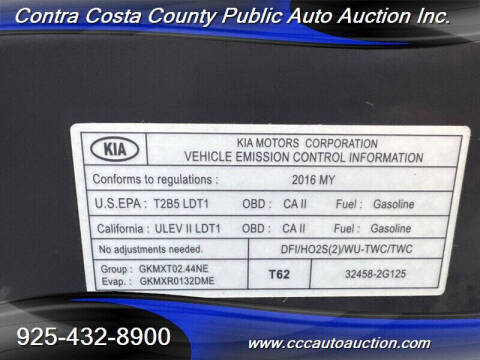 Contra Costa County Public Auto Auction Inc.
KIA
KIA MOTORS CORPORATION
VEHICLE EMISSION CONTROL INFORMATION
Conforms to regulations : 2016 MY
U.S.EPA : T2B5 LDT1 OBD : CA II Fuel : Gasoline
California : ULEV II LDT1 OBD : CA II Fuel : Gasoline
No adjustments needed. DFI/HO2S(2)/WU-TWC/TWC
Group : GKMXT02.44NE
Evap. : GKMXR0132DME
T62
32458-2G125
925-432-8900
www.cccautoauction.com